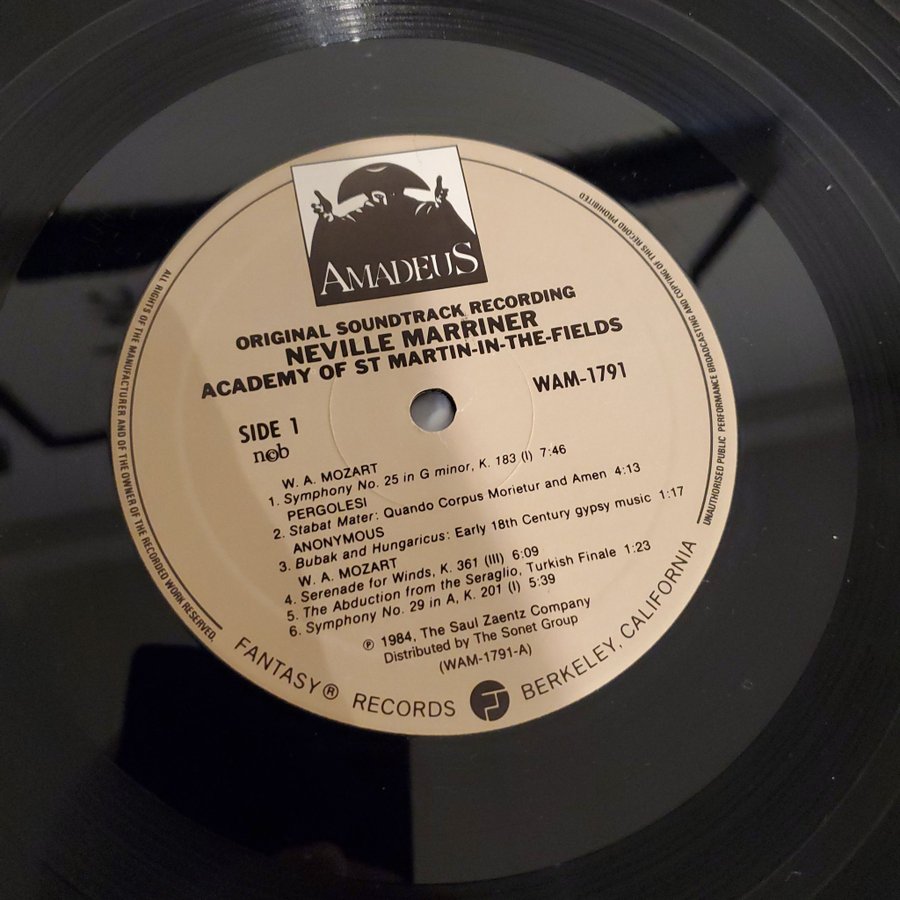 AMADEUS
ORIGINAL SOUNDTRACK RECORDING
NEVILLE MARRINER
ACADEMY OF ST MARTIN-IN-THE-FIELDS
WAM-1791
SIDE 1
ncb
W. A. MOZART
1. Symphony No. 25 in G minor, K. 183 (I) 7:46
PERGOLESI
2. Stabat Mater: Quando Corpus Morietur and Amen 4:13
ANONYMOUS
3. Bubak and Hungaricus: Early 18th Century gypsy music 1:17
W. A. MOZART
4. Serenade for Winds, K. 361 (III) 6:09
5. The Abduction from the Seraglio, Turkish Finale 1:23
6. Symphony No. 29 in A, K. 201 (I) 5:39
℗ 1984, The Saul Zaentz Company
Distributed by The Sonet Group
(WAM-1791-A)
FANTASY® RECORDS BERKELEY, CALIFORNIA
ALL RIGHTS OF THE MANUFACTURER AND OF THE OWNER OF THE RECORDED WORK RESERVED.
UNAUTHORISED PUBLIC PERFORMANCE BROADCASTING AND COPYING OF THIS RECORD PROHIBITED